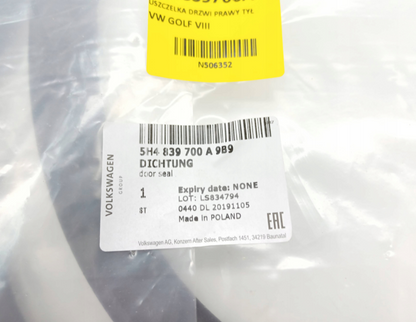 USZCZELKA DRZWI PRAWY TYŁ
VW GOLF VIII
N506352
VOLKSWAGEN
GROUP
5H4 839 700 A 9B9
DICHTUNG
door seal
1
ST
Expiry date: NONE
LOT: LS834794
0440 DL 20191105
Made in POLAND
EAC
Volkswagen AG, Konzern After Sales, Postfach 1451, 34219 Baunatal